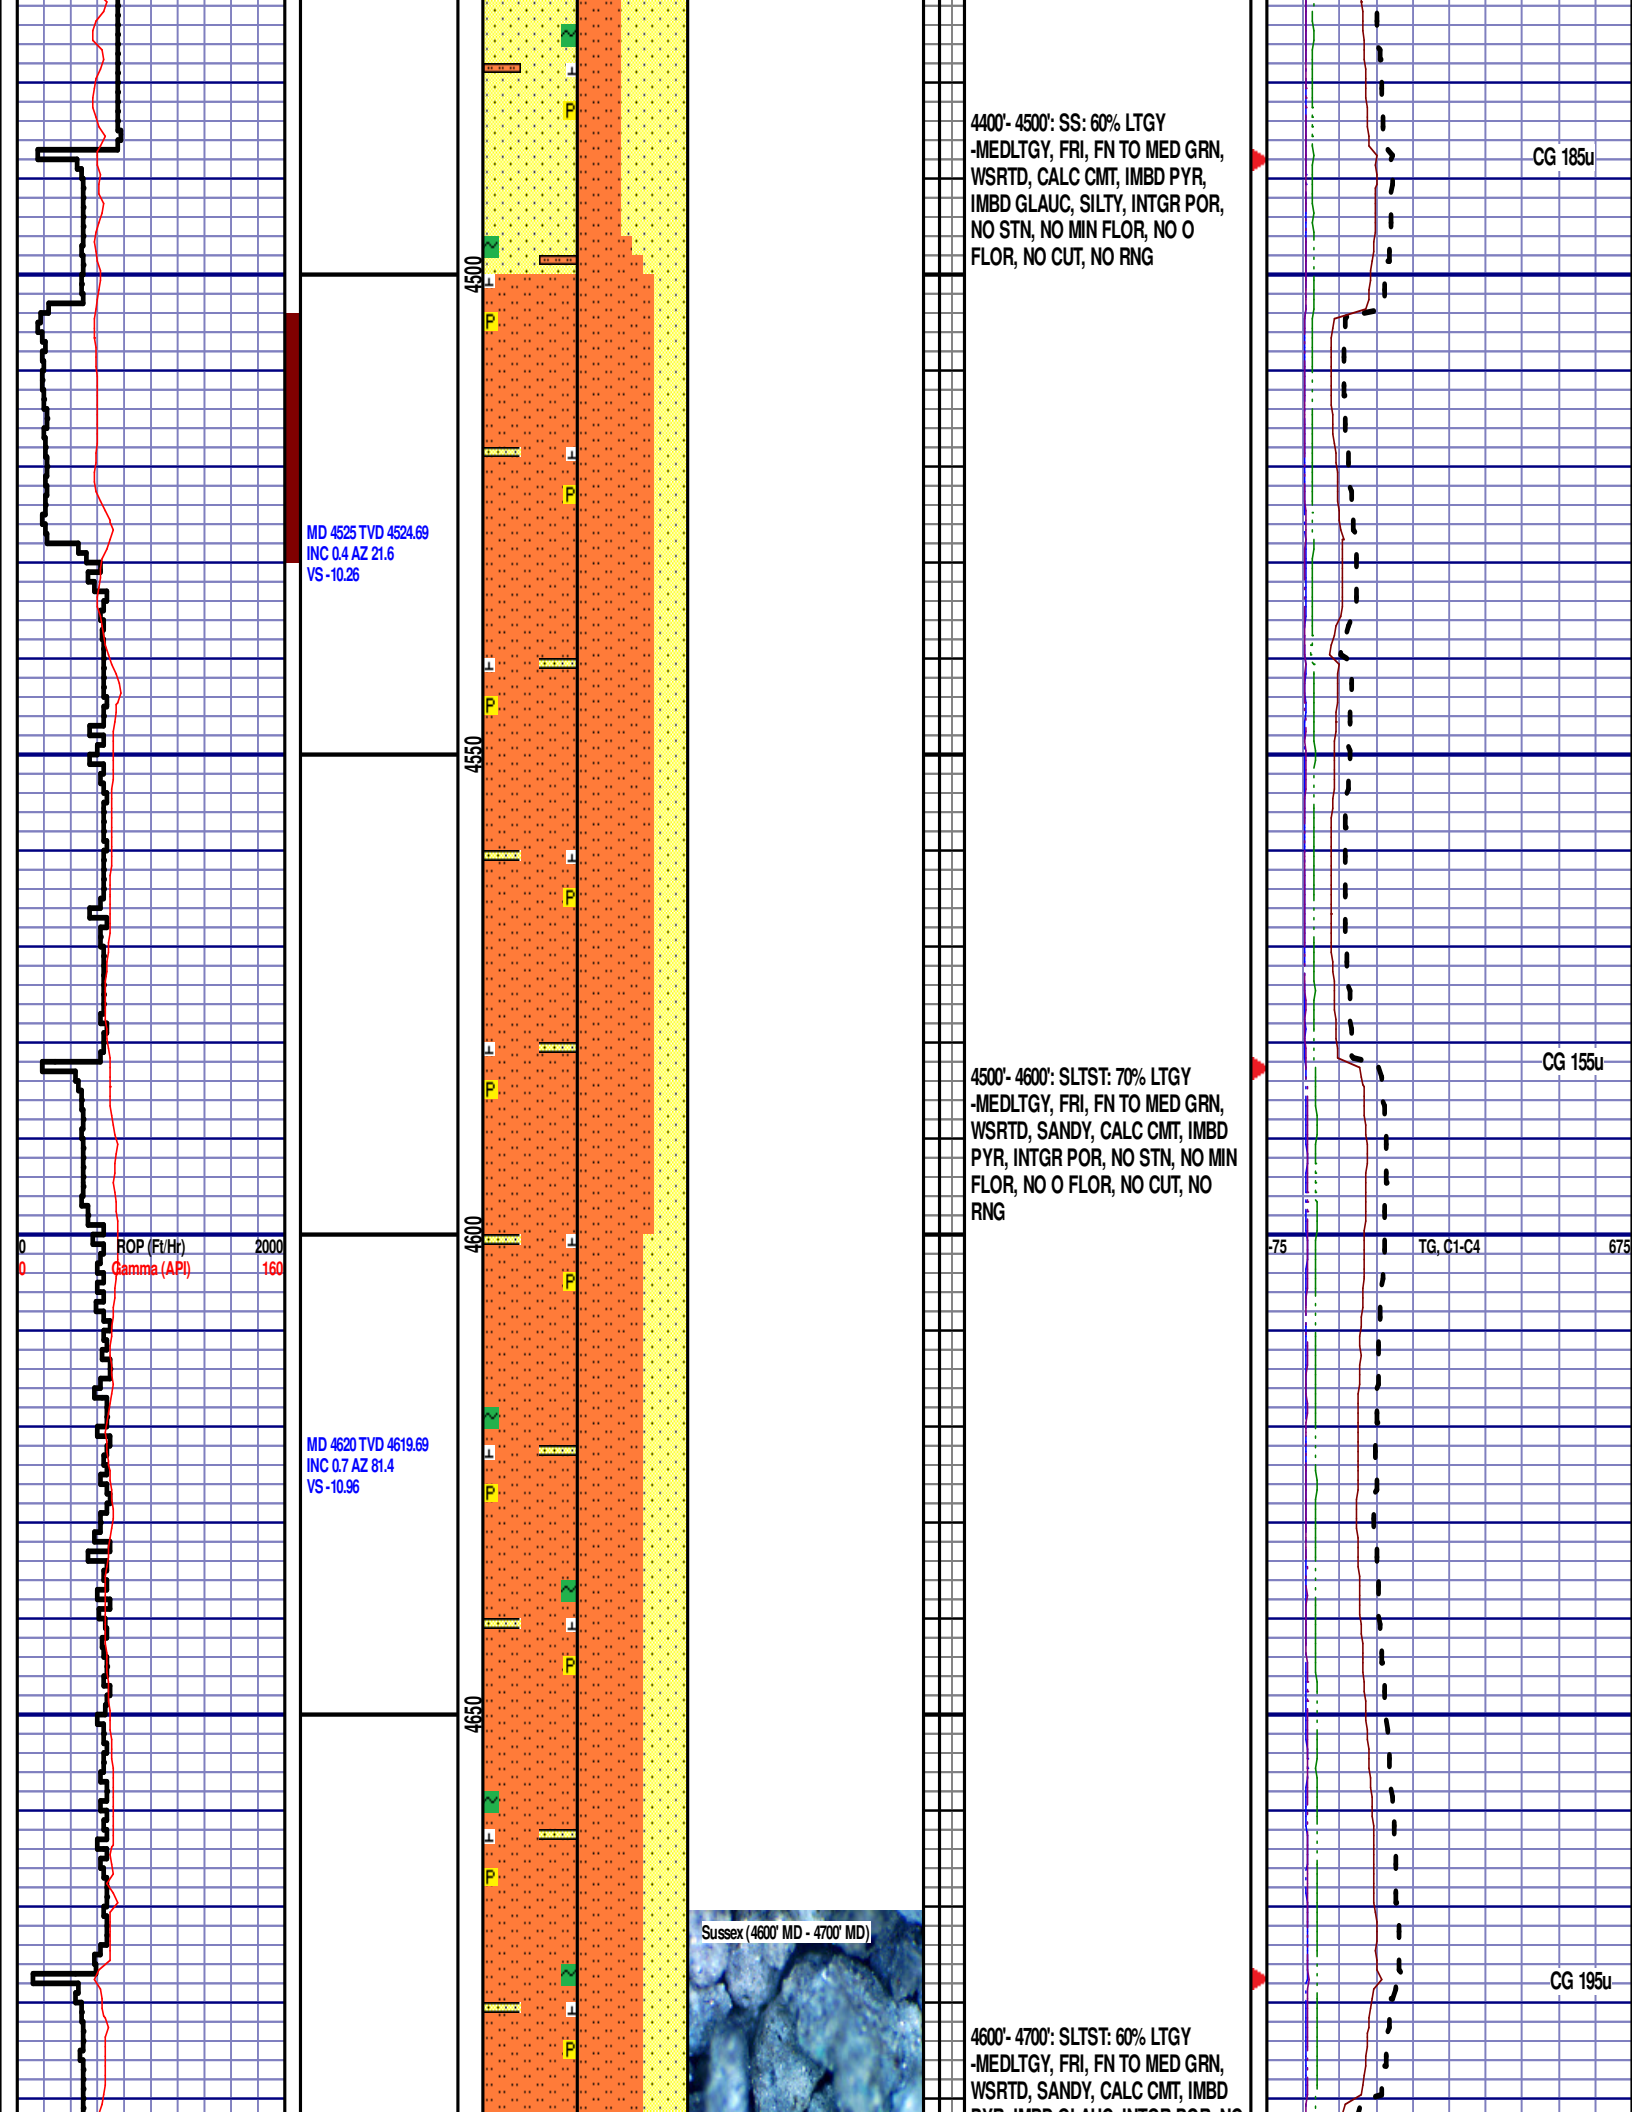 4400'- 4500': SS: 60% LTGY
-MEDLTGY, FRI, FN TO MED GRN,
WSRTD, CALC CMT, IMBD PYR,
IMBD GLAUC, SILTY, INTGR POR,
NO STN, NO MIN FLOR, NO O
FLOR, NO CUT, NO RNG
CG 185u
4500
MD 4525 TVD 4524.69
INC 0.4 AZ 21.6
VS -10.26
4550
CG 155u
4500'- 4600': SLTST: 70% LTGY
-MEDLTGY, FRI, FN TO MED GRN,
WSRTD, SANDY, CALC CMT, IMBD
PYR, INTGR POR, NO STN, NO MIN
FLOR, NO O FLOR, NO CUT, NO
RNG
4600
0 ROP (Ft/Hr) 2000
0 Gamma (API) 160
-75 TG, C1-C4 675
MD 4620 TVD 4619.69
INC 0.7 AZ 81.4
VS -10.96
4650
Sussex (4600' MD - 4700' MD)
CG 195u
4600'- 4700': SLTST: 60% LTGY
-MEDLTGY, FRI, FN TO MED GRN,
WSRTD, SANDY, CALC CMT, IMBD
P
P
P
P
P
P
P
P
P
P
P